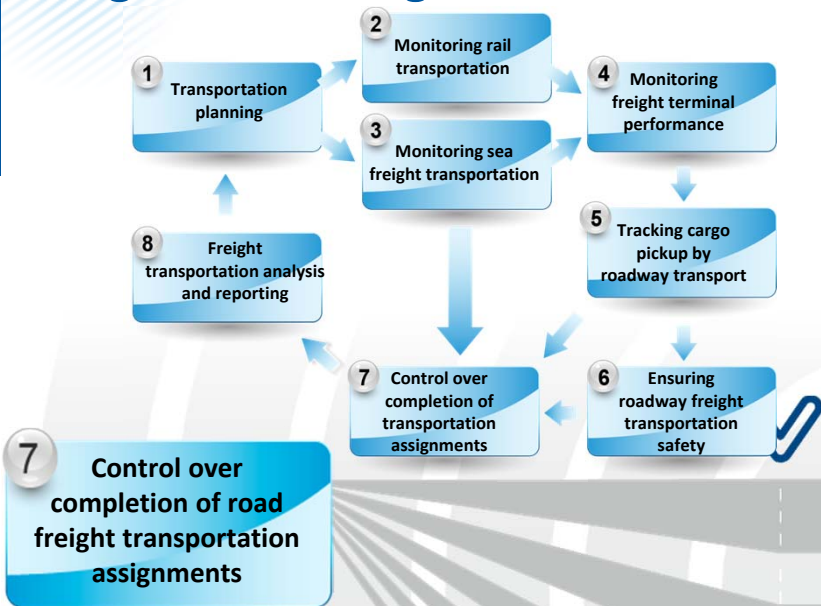 1
Transportation
planning
2
Monitoring rail
transportation
3
Monitoring sea
freight transportation
4
Monitoring
freight terminal
performance
5
Tracking cargo
pickup by
roadway transport
6
Ensuring
roadway freight
transportation
safety
7
Control over
completion of
transportation
assignments
8
Freight
transportation analysis
and reporting
7
Control over
completion of road
freight transportation
assignments